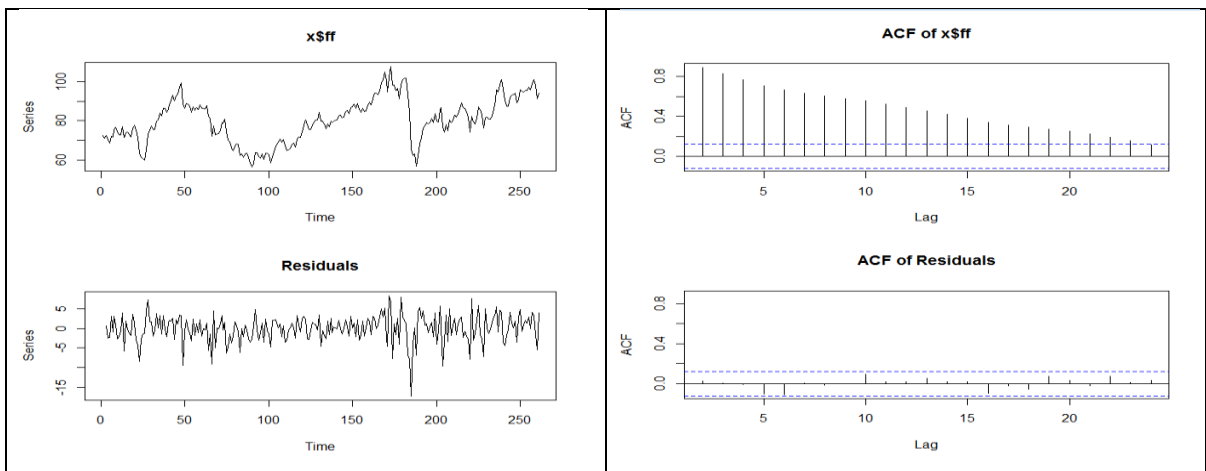 x$ff
Series
60 80 100
0 50 100 150 200 250
Time
Residuals
Series
-15 -5 5
0 50 100 150 200 250
Time
ACF of x$ff
ACF
0.0 0.4 0.8
5 10 15 20
Lag
ACF of Residuals
ACF
0.0 0.4 0.8
5 10 15 20
Lag